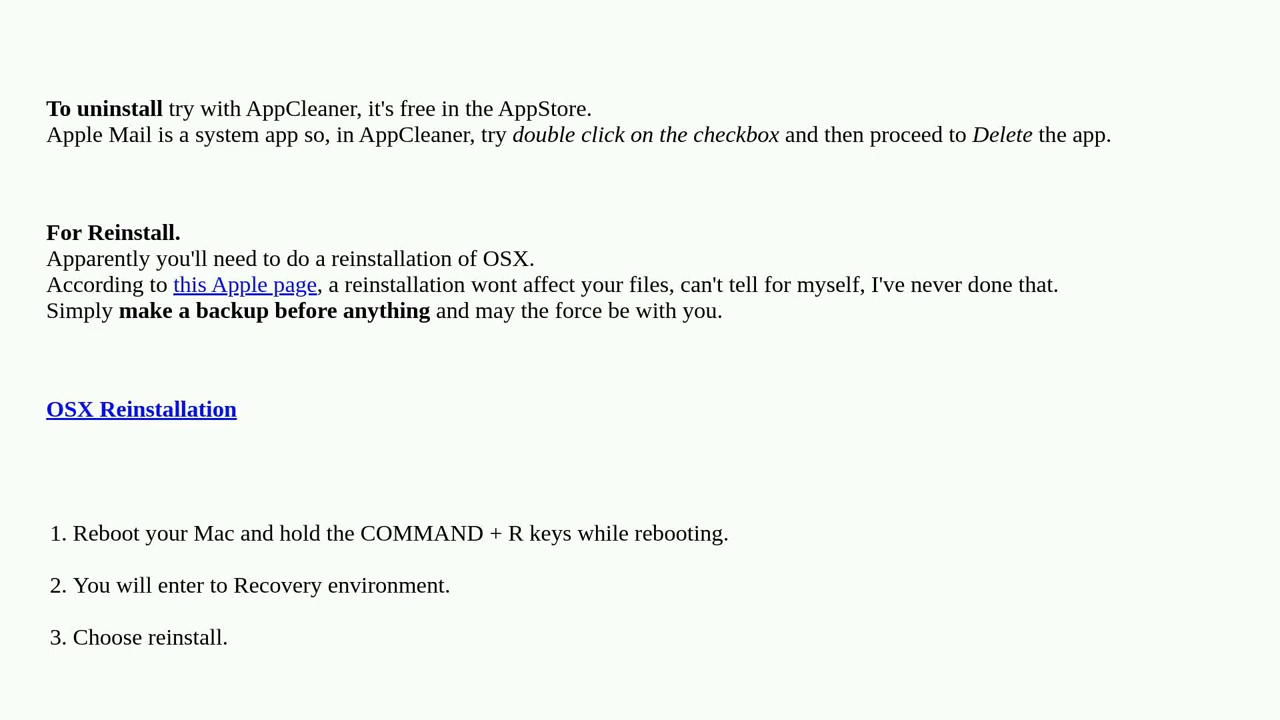 To uninstall try with AppCleaner, it's free in the AppStore.
Apple Mail is a system app so, in AppCleaner, try double click on the checkbox and then proceed to Delete the app.
For Reinstall.
Apparently you'll need to do a reinstallation of OSX.
According to this Apple page, a reinstallation wont affect your files, can't tell for myself, I've never done that.
Simply make a backup before anything and may the force be with you.
OSX Reinstallation
1. Reboot your Mac and hold the COMMAND + R keys while rebooting.
2. You will enter to Recovery environment.
3. Choose reinstall.